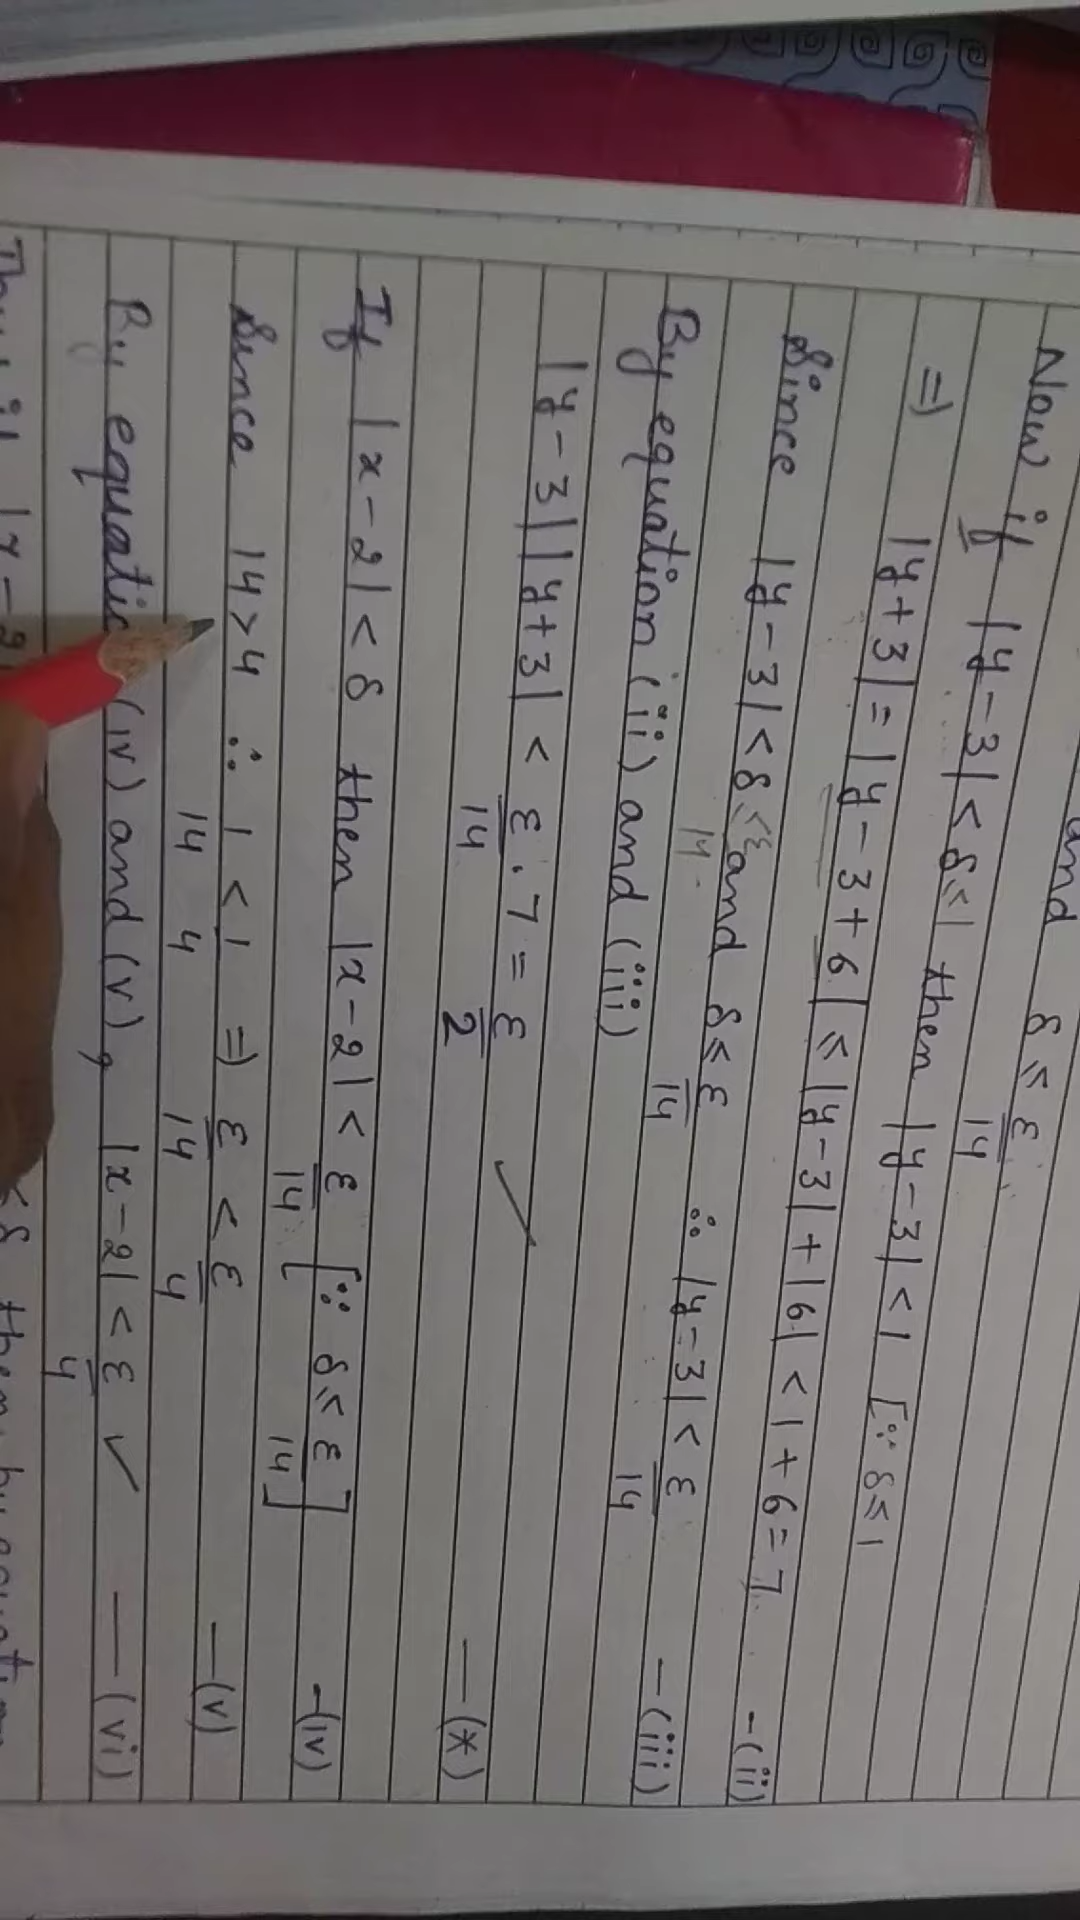 and δ ≤ ε/14
Now if |y-3| < δ ≤ 1 then |y-3| < 1 [∵ δ ≤ 1
⇒ |y+3| = |y-3+6| ≤ |y-3| + |6| < 1+6 = 7 -(ii)
Since |y-3| < δ ≤ ε/14 and δ ≤ ε/14 ∴ |y-3| < ε/14 -(iii)
By equation (ii) and (iii)
|y-3||y+3| < ε/14 . 7 = ε/2 ✓ —(*)
If |x-2| < δ then |x-2| < ε/14 [∵ δ ≤ ε/14] -(iv)
Since 14>4 ∴ 1/14 < 1/4 ⇒ ε/14 < ε/4 —(v)
By (iv) and (v), |x-2| < ε/4 ✓ —(vi)
< δ then by